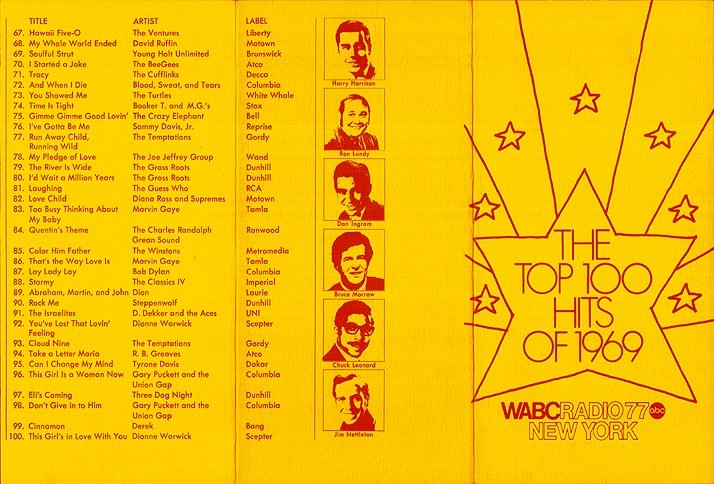 TITLE ARTIST LABEL
67. Hawaii Five-O The Ventures Liberty
68. My Whole World Ended David Ruffin Motown
69. Soulful Strut Young Holt Unlimited Brunswick
70. I Started a Joke The BeeGees Atco
71. Tracy The Cufflinks Decca
72. And When I Die Blood, Sweat, and Tears Columbia
73. You Showed Me The Turtles White Whale
74. Time Is Tight Booker T. and M.G.'s Stax
75. Gimme Gimme Good Lovin' The Crazy Elephant Bell
76. I've Gotta Be Me Sammy Davis, Jr. Reprise
77. Run Away Child, The Temptations Gordy
Running Wild
78. My Pledge of Love The Joe Jeffrey Group Wand
79. The River Is Wide The Grass Roots Dunhill
80. I'd Wait a Million Years The Grass Roots Dunhill
81. Laughing The Guess Who RCA
82. Love Child Diana Ross and Supremes Motown
83. Too Busy Thinking About Marvin Gaye Tamla
My Baby
84. Quentin's Theme The Charles Randolph Ranwood
Grean Sound
85. Color Him Father The Winstons Metromedia
86. That's the Way Love Is Marvin Gaye Tamla
87. Lay Lady Lay Bob Dylan Columbia
88. Stormy The Classics IV Imperial
89. Abraham, Martin, and John Dion Laurie
90. Rock Me Steppenwolf Dunhill
91. The Israelites D. Dekker and the Aces UNI
92. You've Lost That Lovin' Dionne Warwick Scepter
Feeling
93. Cloud Nine The Temptations Gordy
94. Take a Letter Maria R. B. Greaves Atco
95. Can I Change My Mind Tyrone Davis Dakar
96. This Girl Is a Woman Now Gary Puckett and the Columbia
Union Gap
97. Eli's Coming Three Dog Night Dunhill
98. Don't Give in to Him Gary Puckett and the Columbia
Union Gap
99. Cinnamon Derek Bang
100. This Girl's in Love With You Dionne Warwick Scepter
Harry Harrison
Ron Lundy
Dan Ingram
Bruce Morrow
Chuck Leonard
Jim Nettleton
THE
TOP 100
HITS
OF 1969
WABCRADIO77 abc
NEW YORK